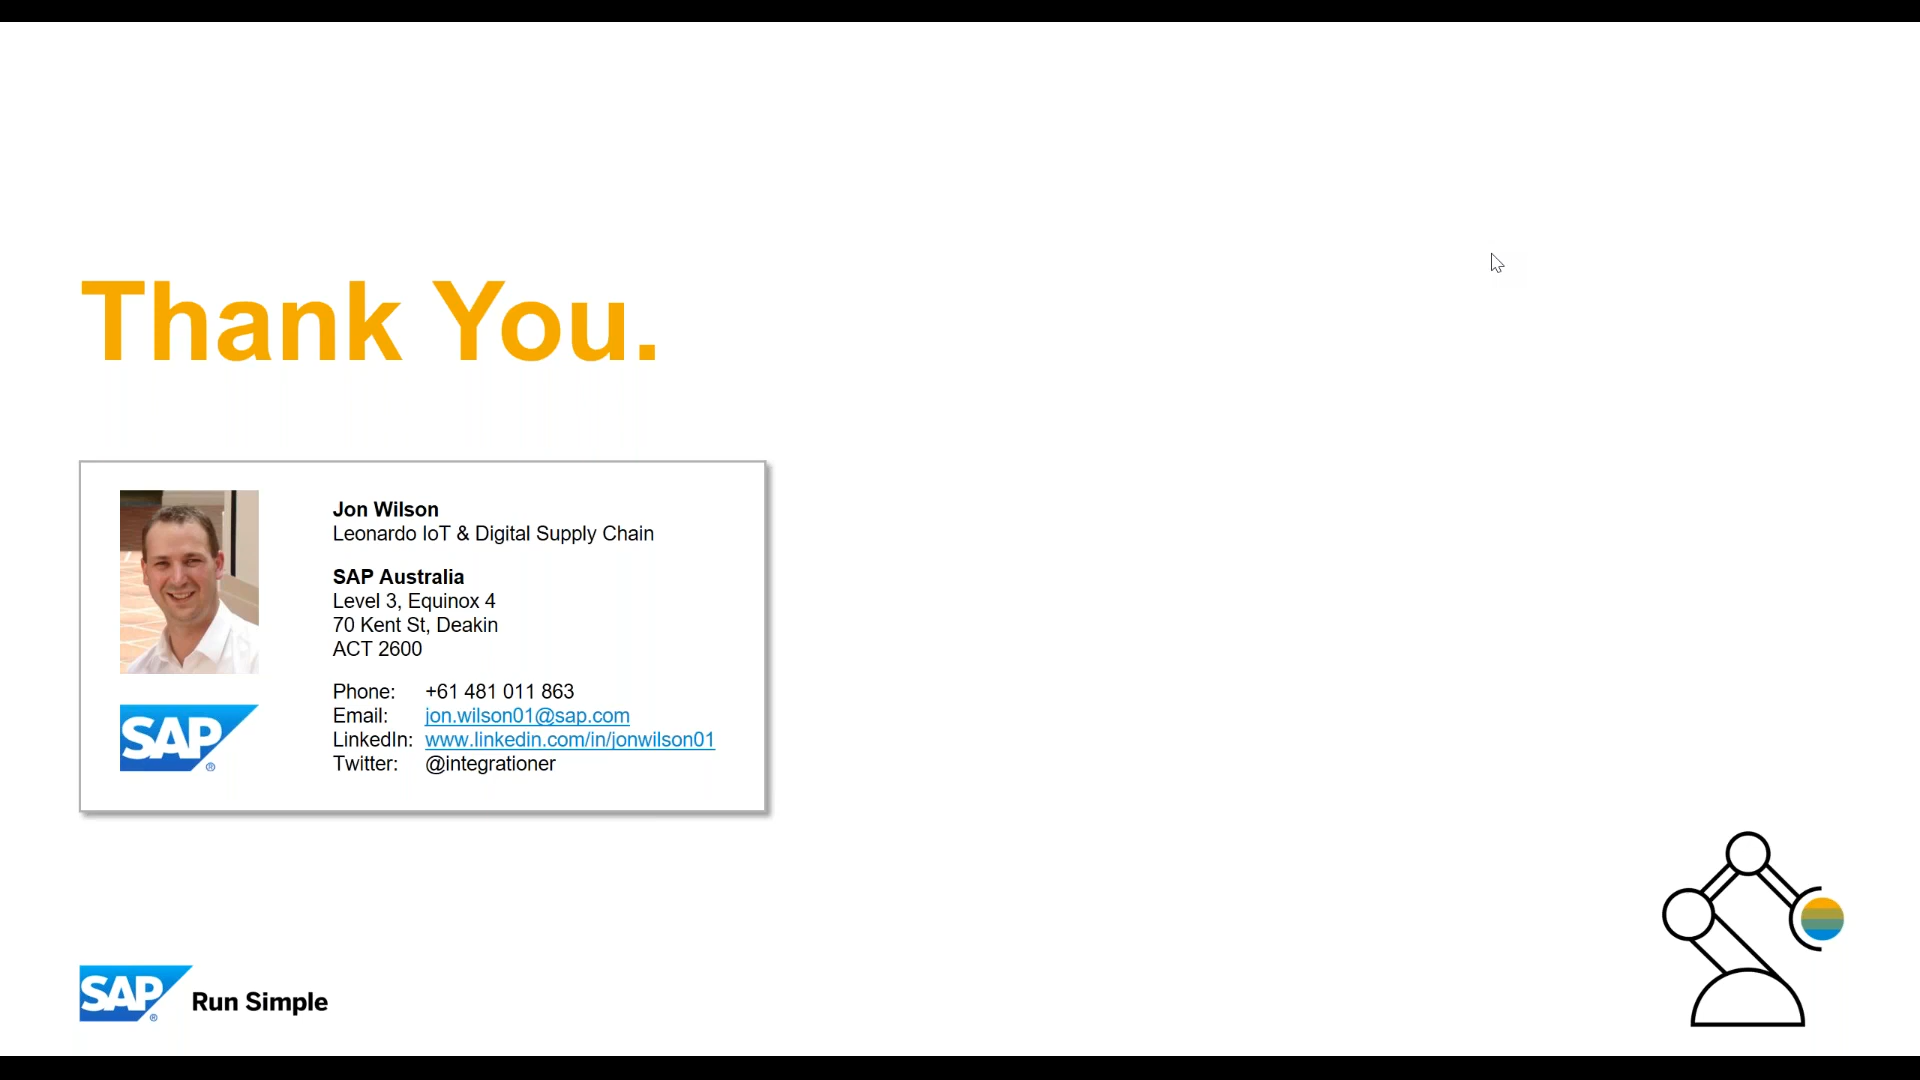 Thank You.
Jon Wilson
Leonardo IoT & Digital Supply Chain
SAP Australia
Level 3, Equinox 4
70 Kent St, Deakin
ACT 2600
Phone: +61 481 011 863
Email: jon.wilson01@sap.com
LinkedIn: www.linkedin.com/in/jonwilson01
Twitter: @integrationer
SAP®
SAP® Run Simple